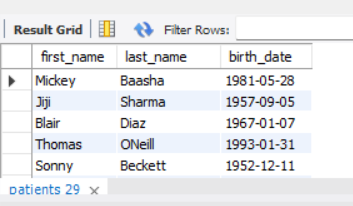 Result Grid Filter Rows:
first_name last_name birth_date
Mickey Baasha 1981-05-28
Jiji Sharma 1957-09-05
Blair Diaz 1967-01-07
Thomas ONeill 1993-01-31
Sonny Beckett 1952-12-11
patients 29